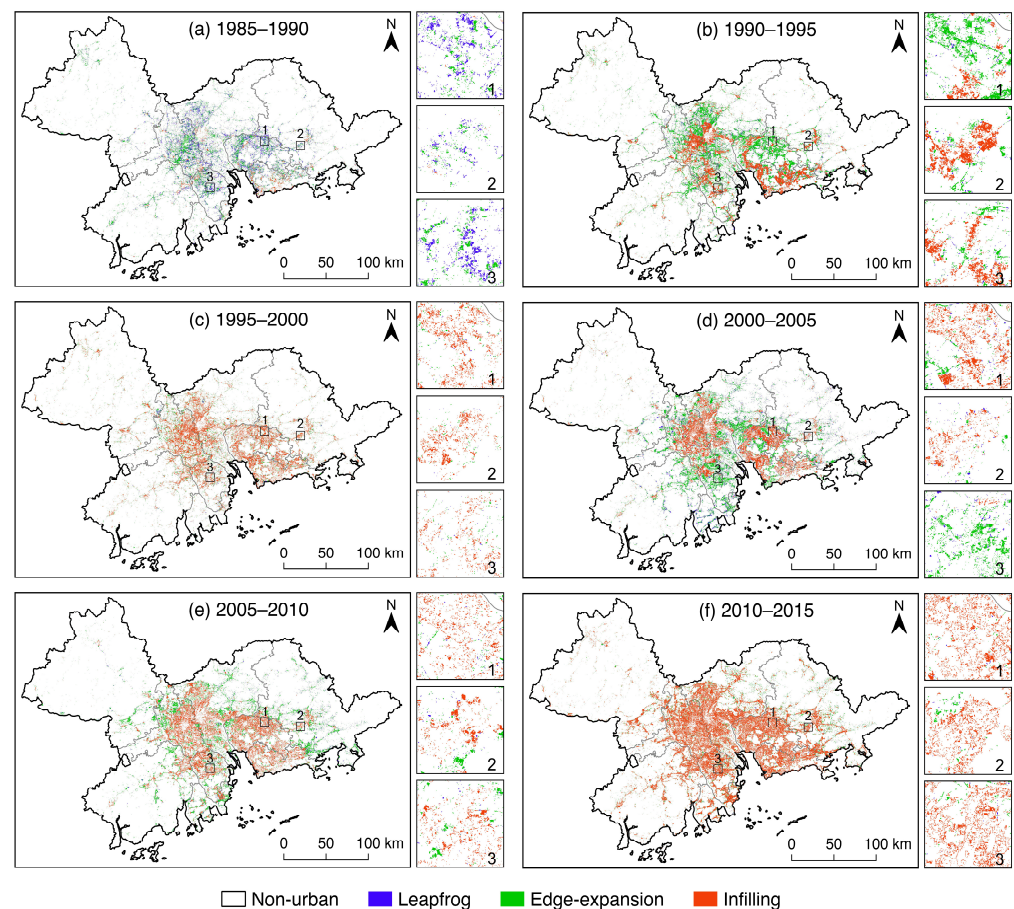 (a) 1985–1990
N
1
2
3
0 50 100 km
1
2
3
(b) 1990–1995
N
1
2
3
0 50 100 km
1
2
3
(c) 1995–2000
N
1
2
3
0 50 100 km
1
2
3
(d) 2000–2005
N
1
2
3
0 50 100 km
1
2
3
(e) 2005–2010
N
1
2
3
0 50 100 km
1
2
3
(f) 2010–2015
N
1
2
3
0 50 100 km
1
2
3
Non-urban Leapfrog Edge-expansion Infilling